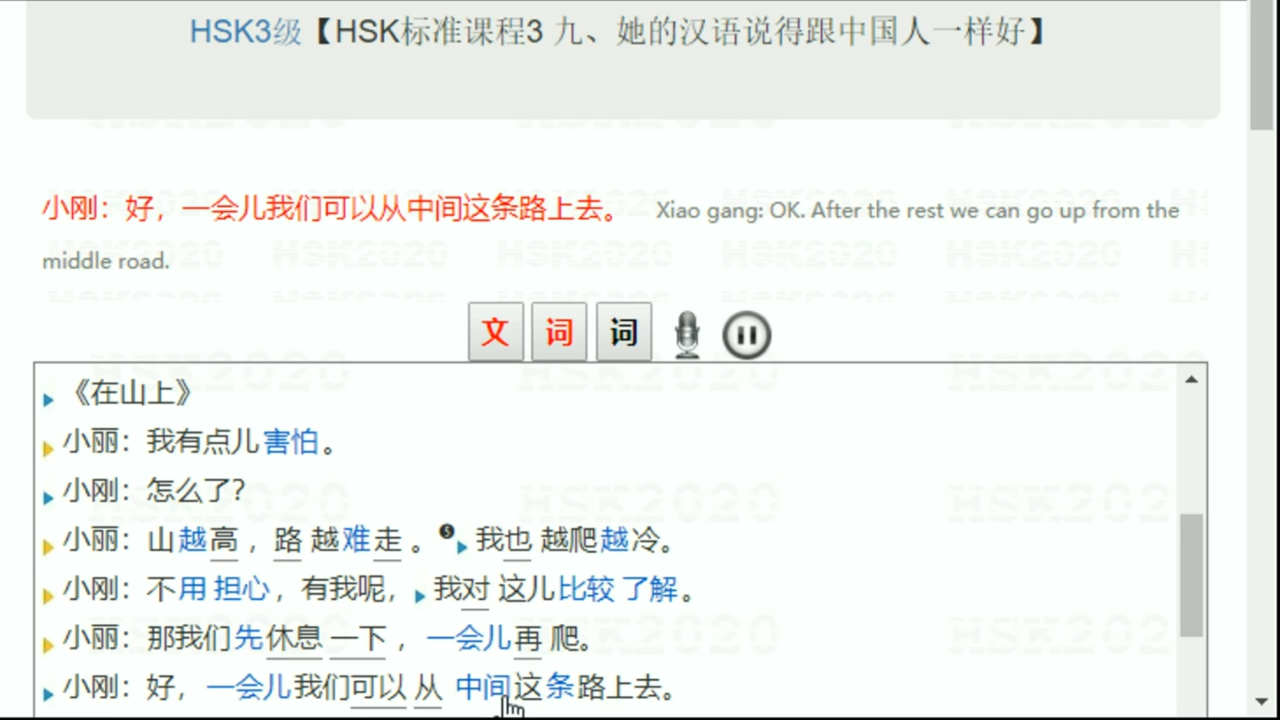 HSK3级【HSK标准课程3 九、她的汉语说得跟中国人一样好】
小刚：好，一会儿我们可以从中间这条路上去。 Xiao gang: OK. After the rest we can go up from the
middle road.
文 词 词
《在山上》
小丽：我有点儿害怕。
小刚：怎么了？
小丽：山越高，路越难走。❺我也越爬越冷。
小刚：不用担心，有我呢，我对这儿比较了解。
小丽：那我们先休息一下，一会儿再爬。
小刚：好，一会儿我们可以从中间这条路上去。
HSK2020